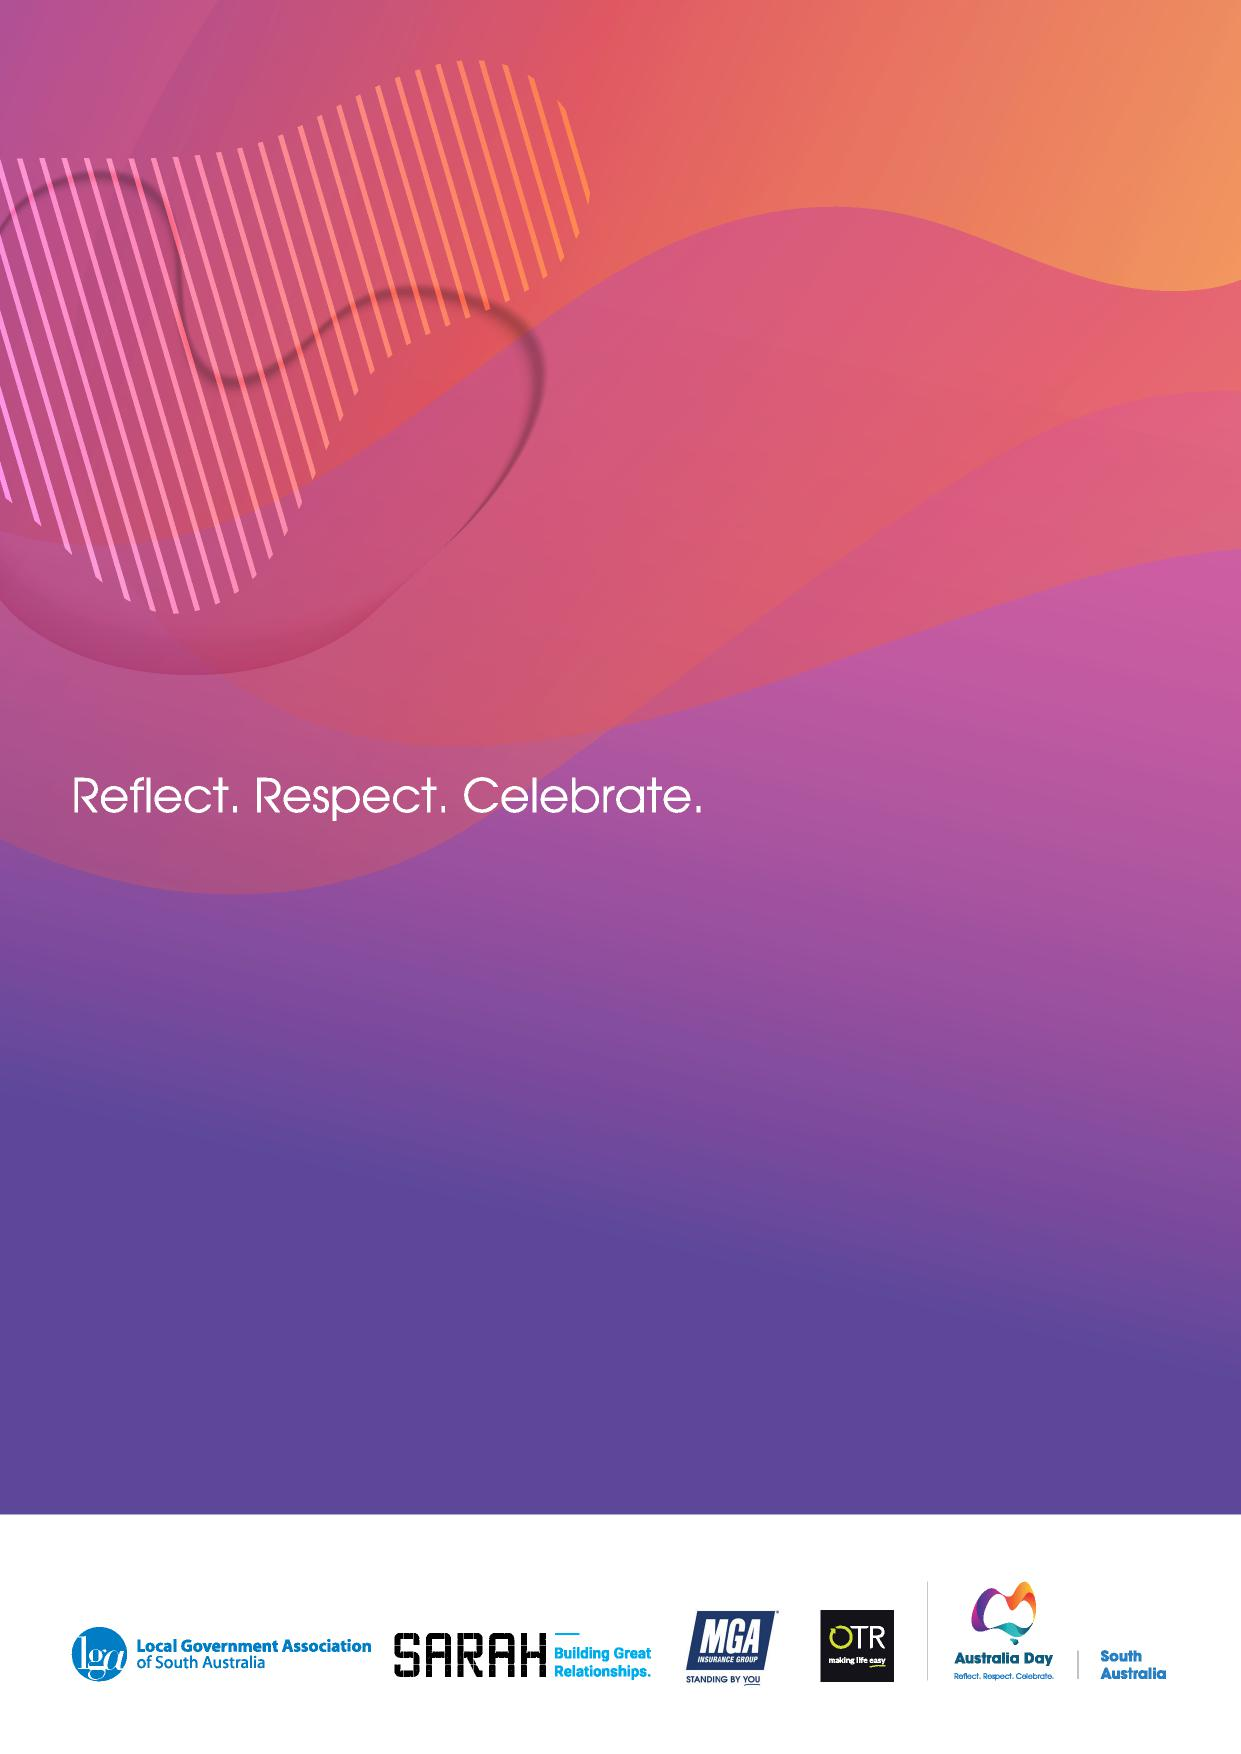 Reflect. Respect. Celebrate.
lga
Local Government Association
of South Australia
SARAH
Building Great
Relationships.
MGA
INSURANCE GROUP
STANDING BY YOU
OTR
making life easy
Australia Day
Reflect. Respect. Celebrate.
South
Australia